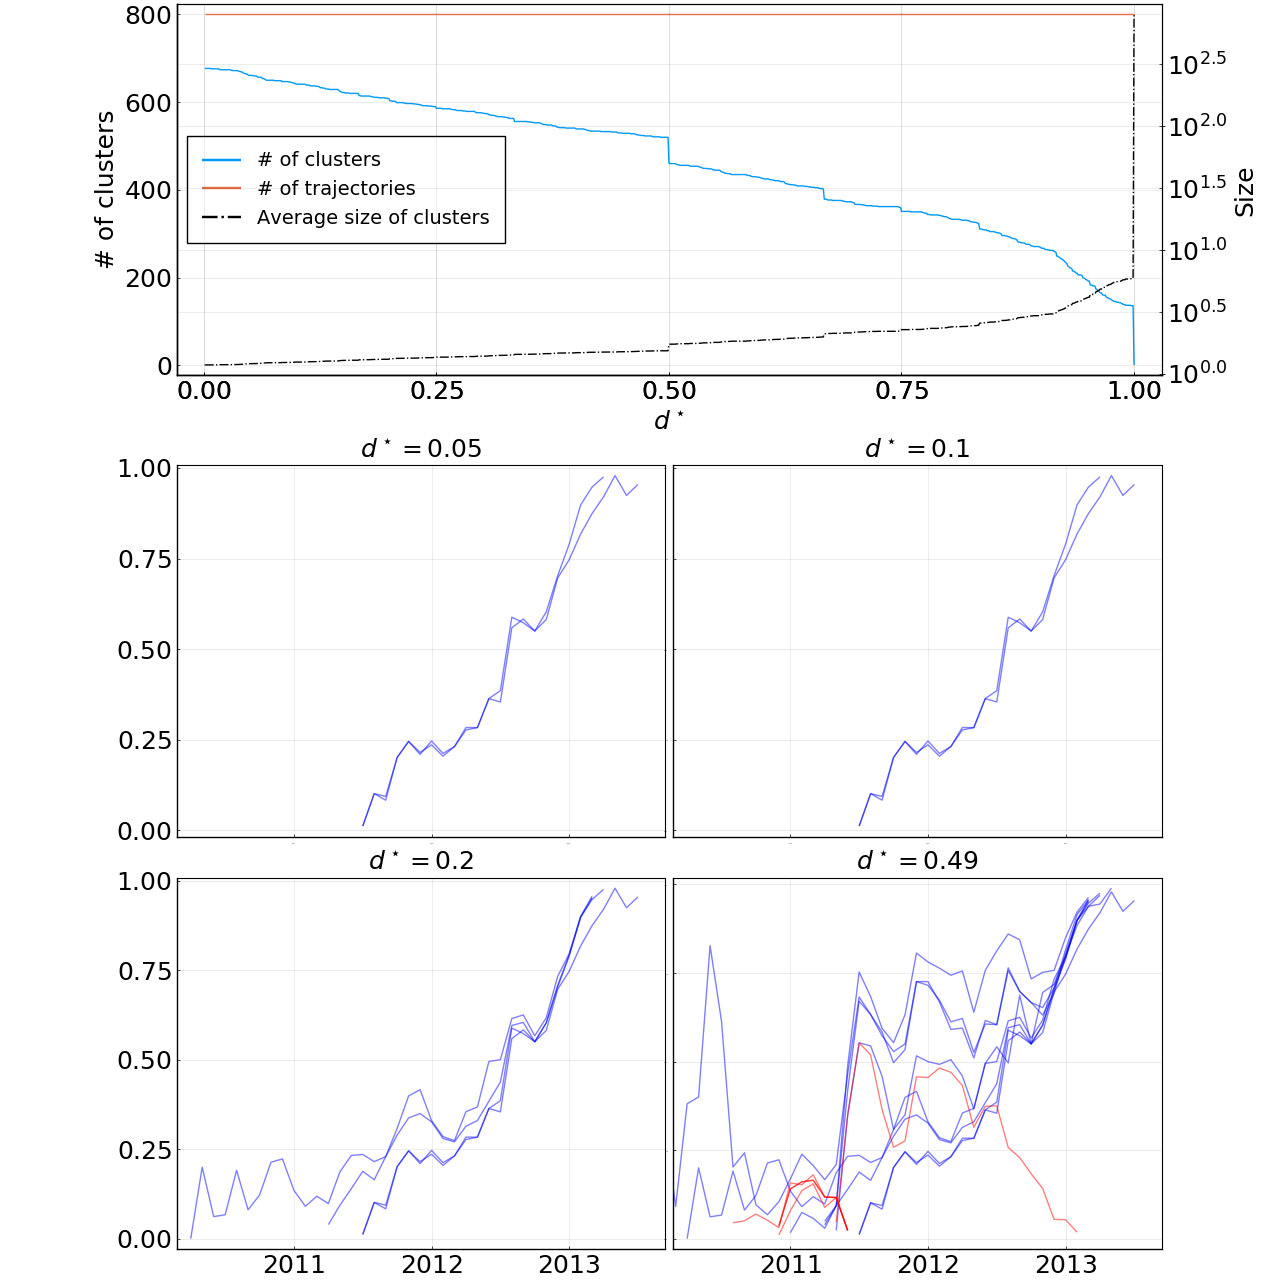 800
600
400
200
0
# of clusters
# of clusters
# of trajectories
Average size of clusters
10^2.5
10^2.0
10^1.5
10^1.0
10^0.5
10^0.0
Size
0.00 0.25 0.50 0.75 1.00
d⋆
d⋆ = 0.05
d⋆ = 0.1
1.00
0.75
0.50
0.25
0.00
d⋆ = 0.2
d⋆ = 0.49
1.00
0.75
0.50
0.25
0.00
2011 2012 2013
2011 2012 2013